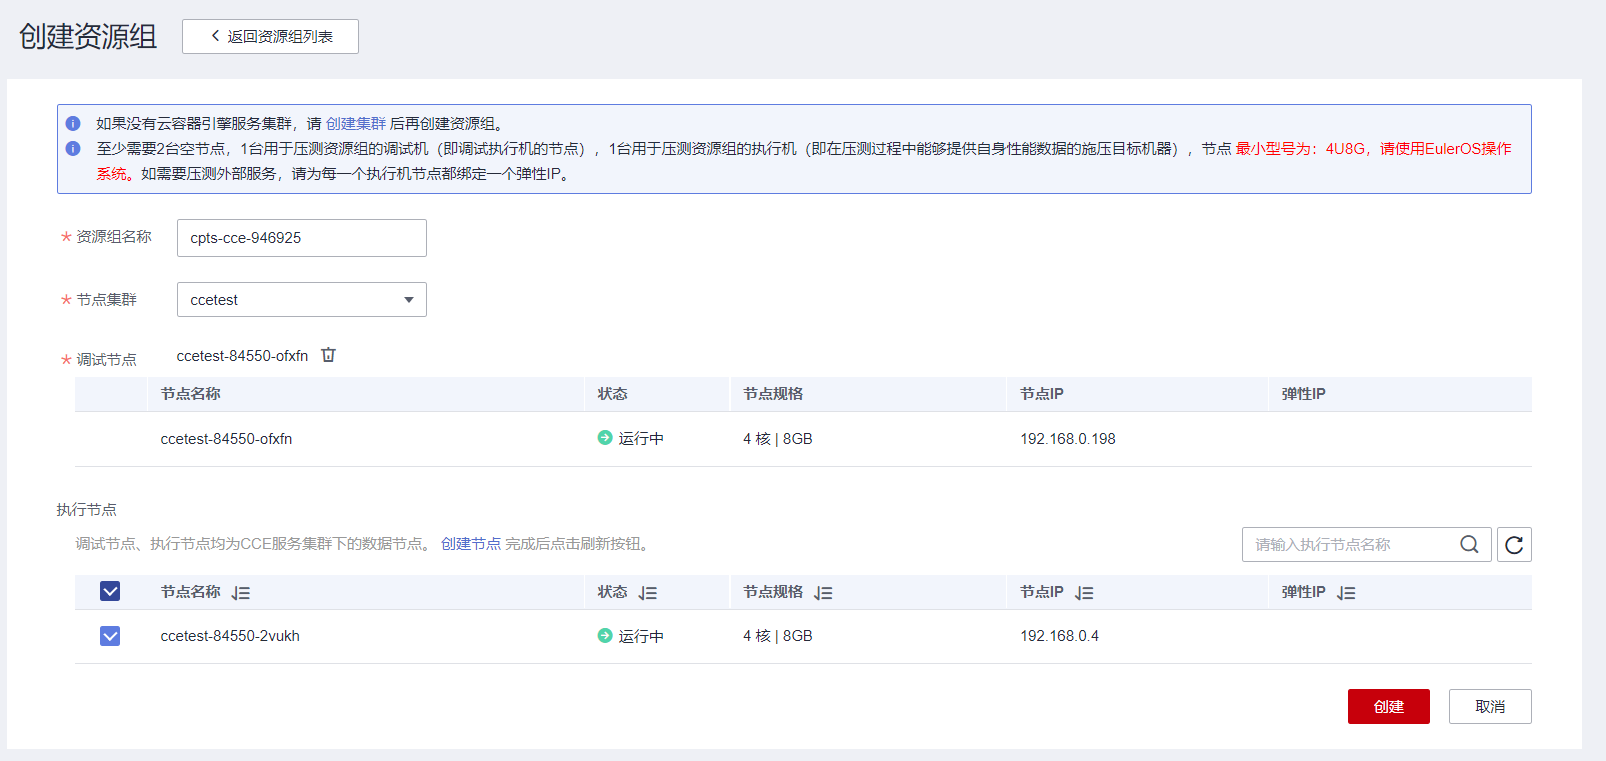 创建资源组
返回资源组列表
如果没有云容器引擎服务集群，请 创建集群 后再创建资源组。
至少需要2台空节点，1台用于压测资源组的调试机（即调试执行机的节点），1台用于压测资源组的执行机（即在压测过程中能够提供自身性能数据的施压目标机器），节点 最小型号为：4U8G，请使用EulerOS操作
系统。如需要压测外部服务，请为每一个执行机节点都绑定一个弹性IP。
* 资源组名称 cpts-cce-946925
* 节点集群 ccetest
* 调试节点 ccetest-84550-ofxfn
节点名称 状态 节点规格 节点IP 弹性IP
ccetest-84550-ofxfn 运行中 4 核 | 8GB 192.168.0.198
执行节点
调试节点、执行节点均为CCE服务集群下的数据节点。 创建节点 完成后点击刷新按钮。 请输入执行节点名称
节点名称 状态 节点规格 节点IP 弹性IP
ccetest-84550-2vukh 运行中 4 核 | 8GB 192.168.0.4
创建 取消